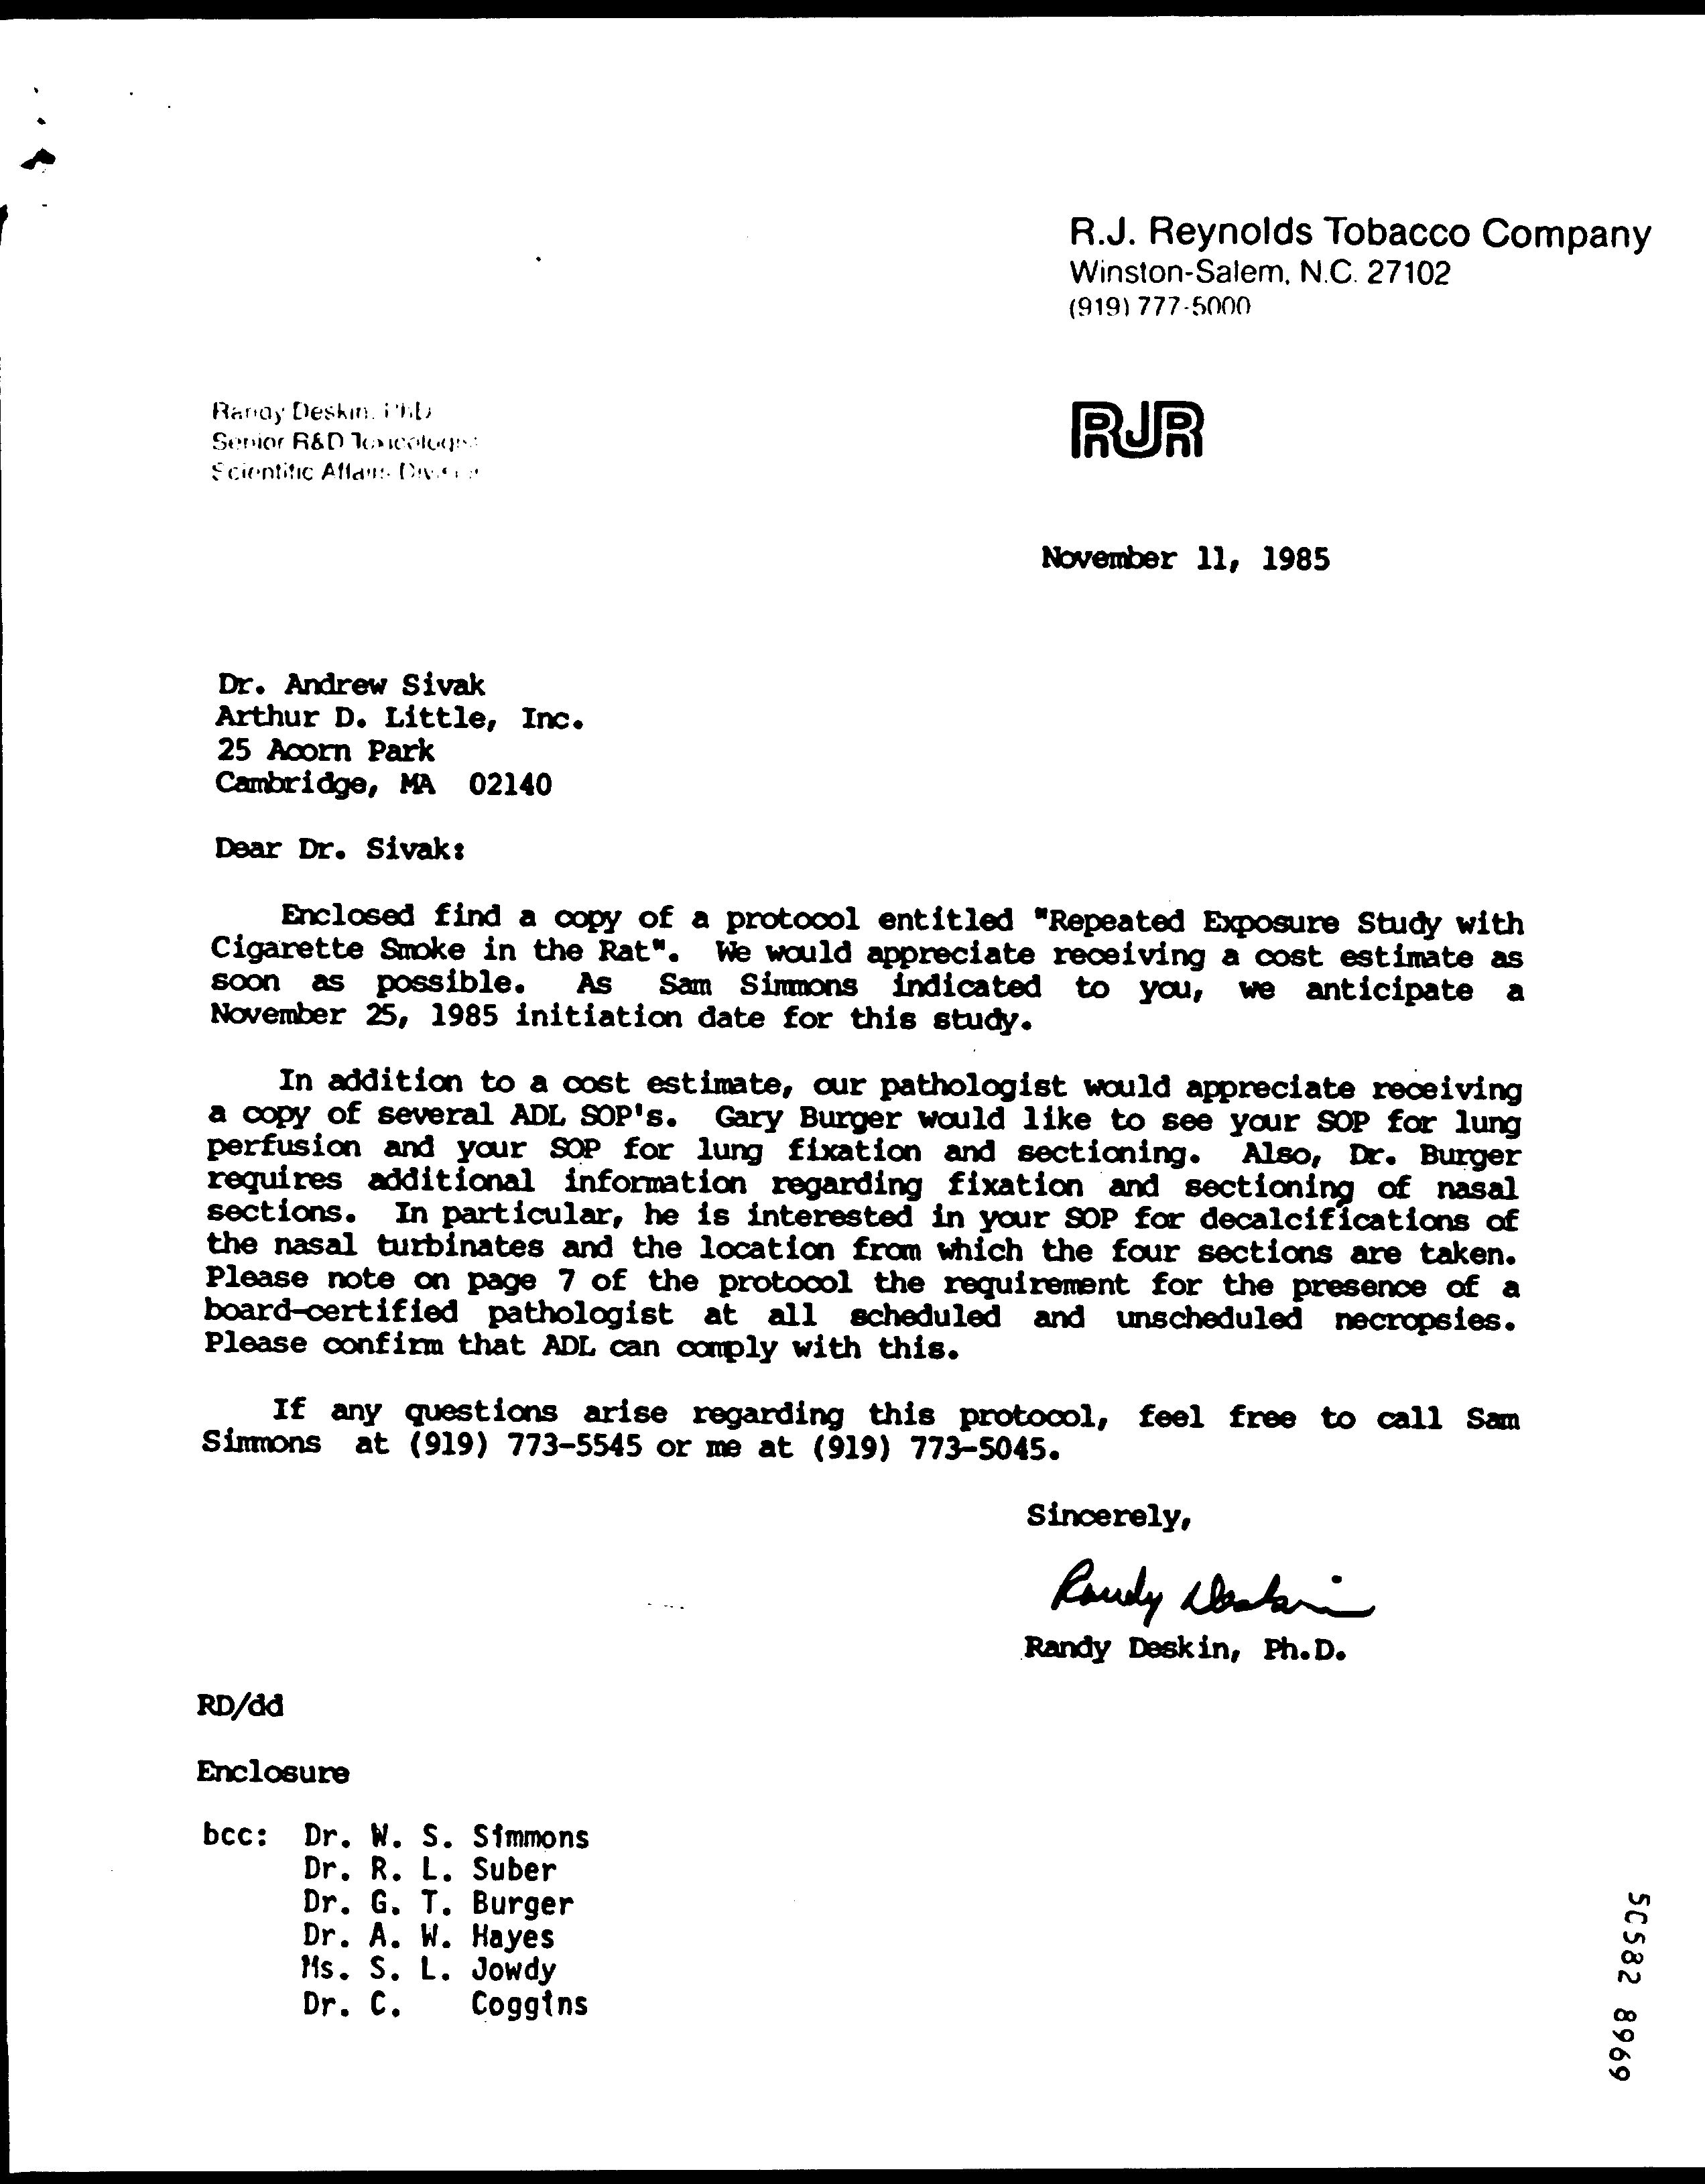 R.J. Reynolds Tobacco Company
Winston-Salem, N.C. 27102
(919) 777-5000
Randy Deskin, PhD
Senior R&D Toxicologist
Scientific Affairs Division
RJR
November 11, 1985
Dr. Andrew Sivak
Arthur D. Little, Inc.
25 Acorn Park
Cambridge, MA 02140
Dear Dr. Sivak:
Enclosed find a copy of a protocol entitled "Repeated Exposure Study with
Cigarette Smoke in the Rat". We would appreciate receiving a cost estimate as
soon as possible. As Sam Simmons indicated to you, we anticipate a
November 25, 1985 initiation date for this study.
In addition to a cost estimate, our pathologist would appreciate receiving
a copy of several ADL SOP's. Gary Burger would like to see your SOP for lung
perfusion and your SOP for lung fixation and sectioning. Also, Dr. Burger
requires additional information regarding fixation and sectioning of nasal
sections. In particular, he is interested in your SOP for decalcifications of
the nasal turbinates and the location from which the four sections are taken.
Please note on page 7 of the protocol the requirement for the presence of a
board-certified pathologist at all scheduled and unscheduled necropsies.
Please confirm that ADL can comply with this.
If any questions arise regarding this protocol, feel free to call Sam
Simmons at (919) 773-5545 or me at (919) 773-5045.
Sincerely,
Randy Deskin
Randy Deskin, Ph.D.
RD/dd
Enclosure
bcc: Dr. W. S. Simmons
Dr. R. L. Suber
Dr. G. T. Burger
Dr. A. W. Hayes
Ms. S. L. Jowdy
Dr. C. Coggins
50582 8969